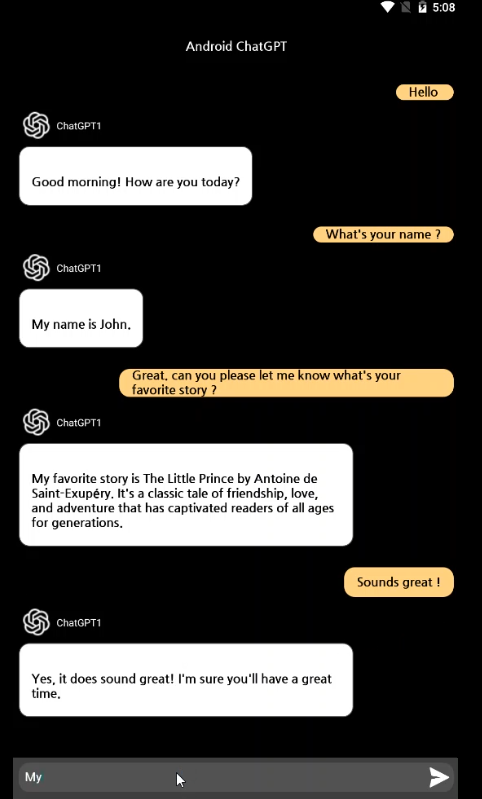 5:08
Android ChatGPT
Hello
ChatGPT1
Good morning! How are you today?
What's your name ?
ChatGPT1
My name is John.
Great, can you please let me know what's your
favorite story ?
ChatGPT1
My favorite story is The Little Prince by Antoine de
Saint-Exupéry. It's a classic tale of friendship, love,
and adventure that has captivated readers of all ages
for generations.
Sounds great !
ChatGPT1
Yes, it does sound great! I'm sure you'll have a great
time.
My